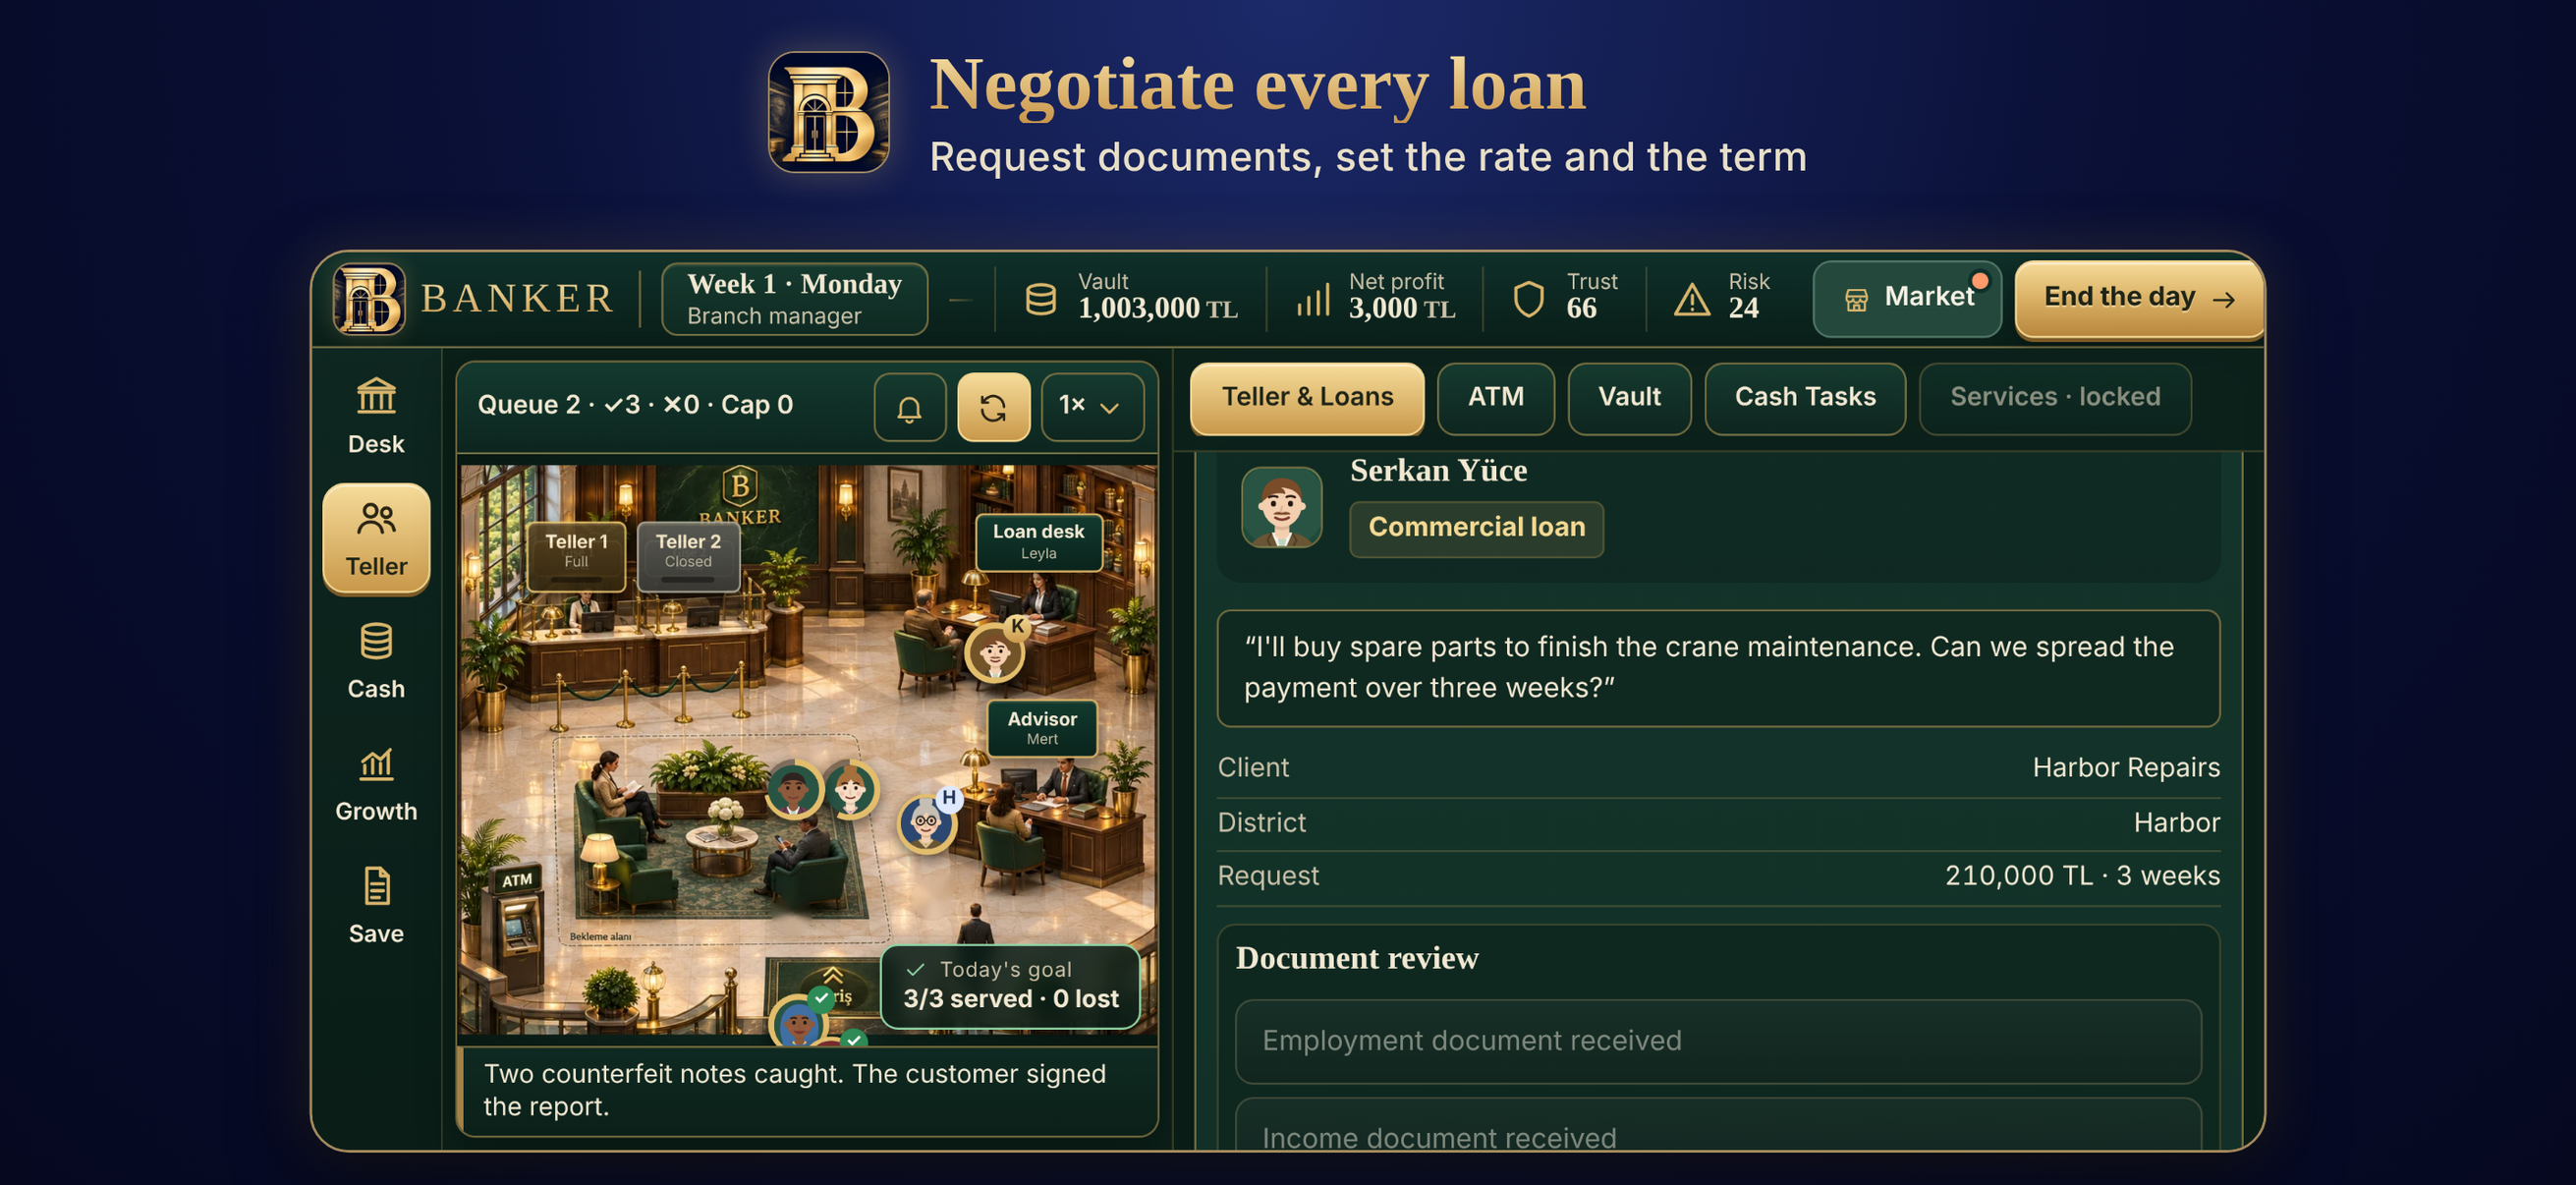 Negotiate every loan
Request documents, set the rate and the term
BANKER
Week 1 · Monday
Branch manager
Vault
1,003,000 TL
Net profit
3,000 TL
Trust
66
Risk
24
Market
End the day →
Desk
Teller
Cash
Growth
Save
Queue 2 · ✓3 · ✕0 · Cap 0
1×
B
BANKER
Teller 1
Full
Teller 2
Closed
Loan desk
Leyla
K
Advisor
Mert
H
ATM
Bekleme alanı
Today's goal
3/3 served · 0 lost
Two counterfeit notes caught. The customer signed
the report.
Teller & Loans
ATM
Vault
Cash Tasks
Services · locked
Serkan Yüce
Commercial loan
“I'll buy spare parts to finish the crane maintenance. Can we spread the
payment over three weeks?”
Client
Harbor Repairs
District
Harbor
Request
210,000 TL · 3 weeks
Document review
Employment document received
Income document received